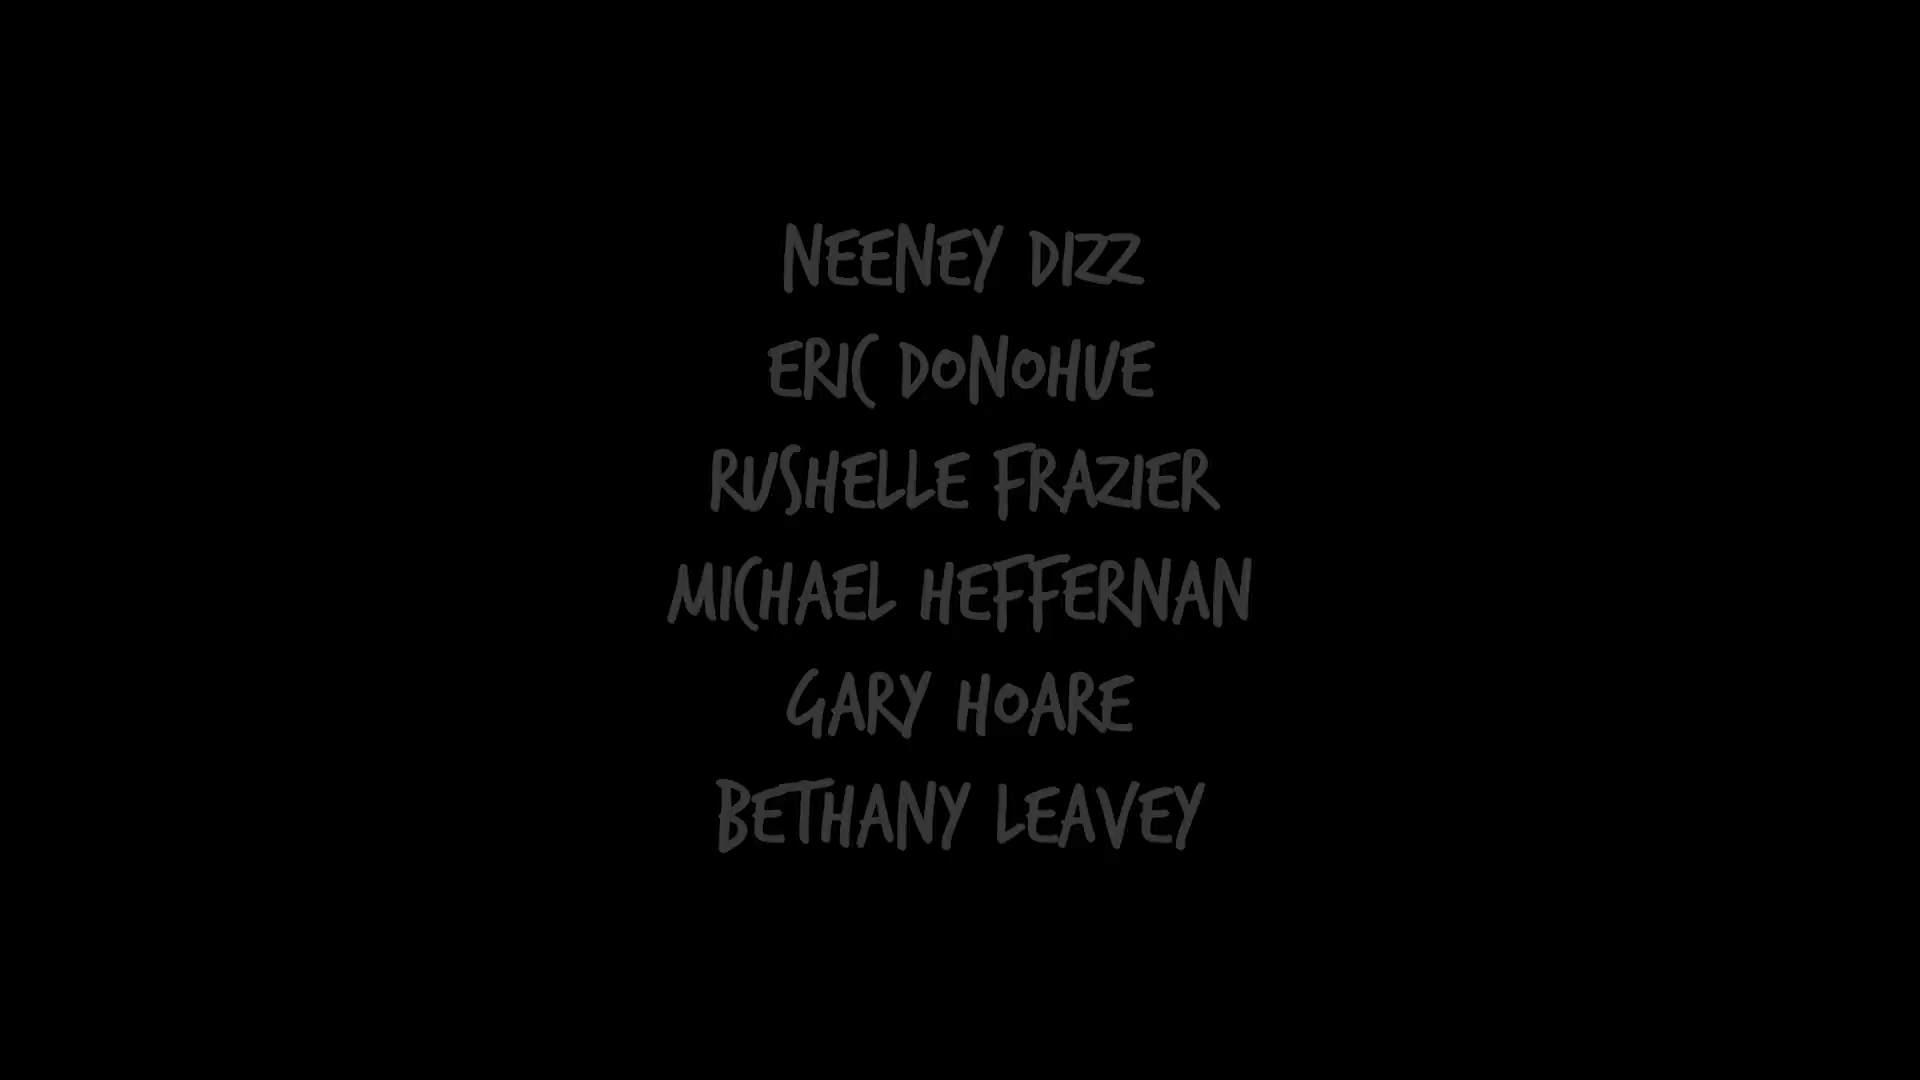 NEENEY DIZZ
ERIC DONOHUE
RUSHELLE FRAZIER
MICHAEL HEFFERNAN
GARY HOARE
BETHANY LEAVEY